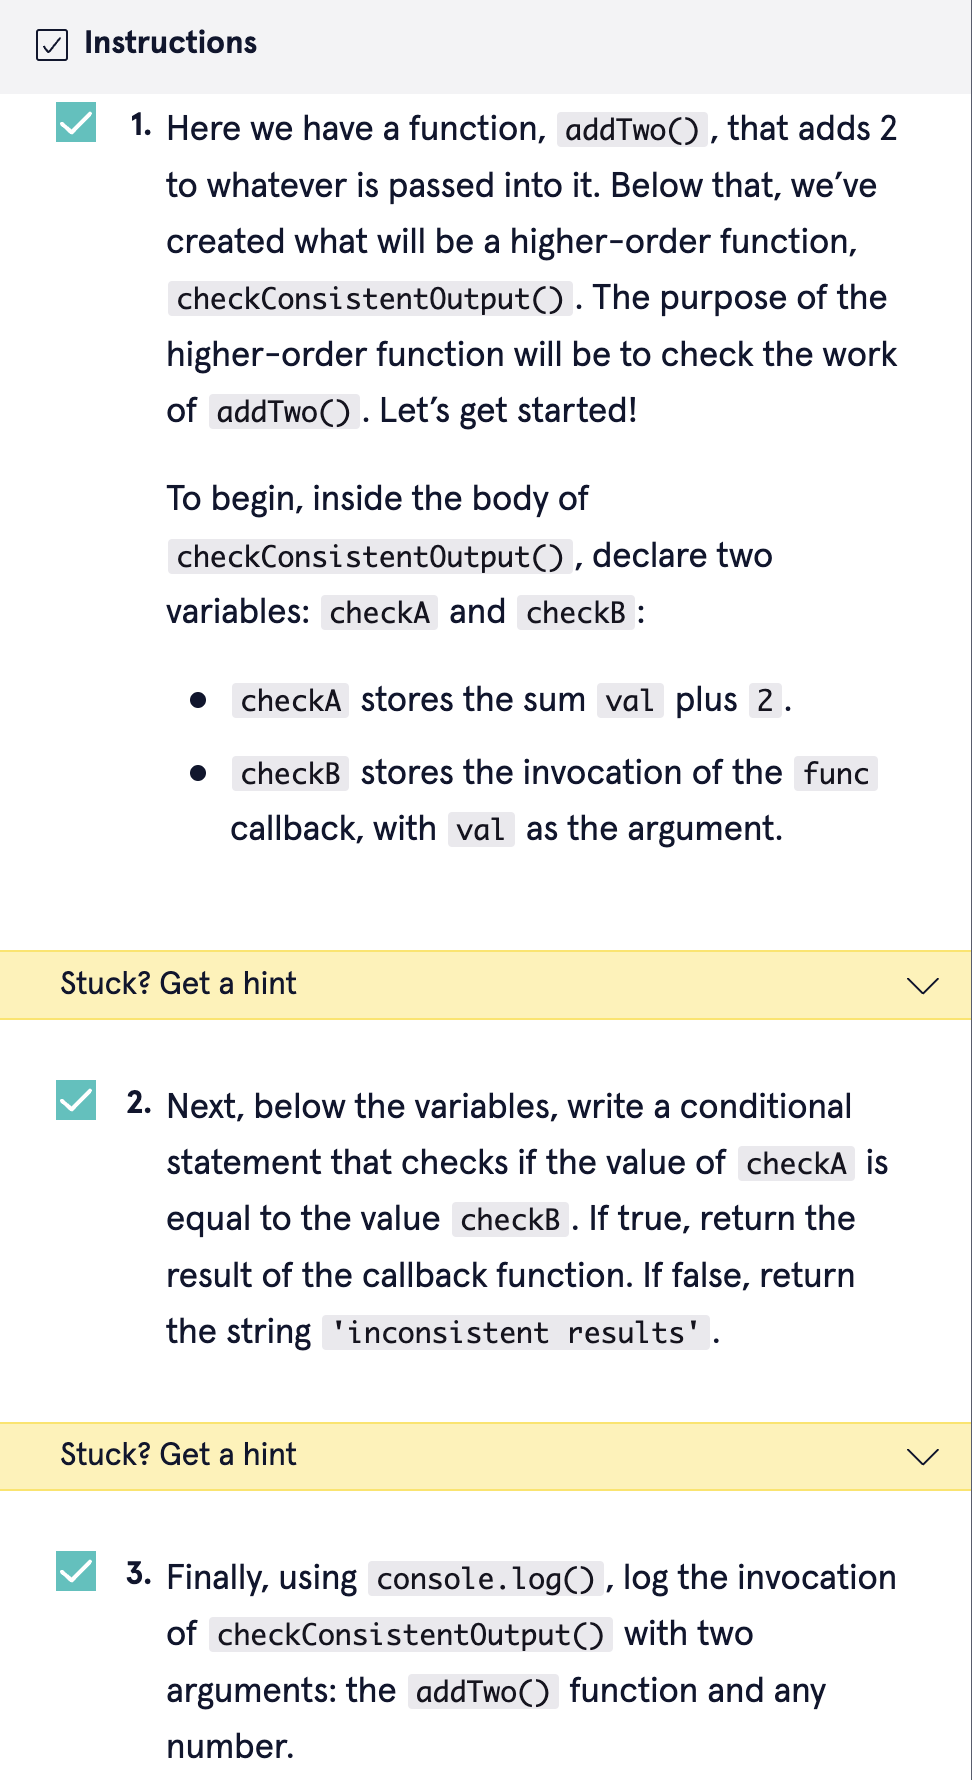 Instructions
1. Here we have a function, addTwo(), that adds 2
to whatever is passed into it. Below that, we’ve
created what will be a higher-order function,
checkConsistentOutput(). The purpose of the
higher-order function will be to check the work
of addTwo(). Let’s get started!
To begin, inside the body of
checkConsistentOutput(), declare two
variables: checkA and checkB:
● checkA stores the sum val plus 2.
● checkB stores the invocation of the func
callback, with val as the argument.
Stuck? Get a hint
2. Next, below the variables, write a conditional
statement that checks if the value of checkA is
equal to the value checkB. If true, return the
result of the callback function. If false, return
the string 'inconsistent results'.
Stuck? Get a hint
3. Finally, using console.log(), log the invocation
of checkConsistentOutput() with two
arguments: the addTwo() function and any
number.